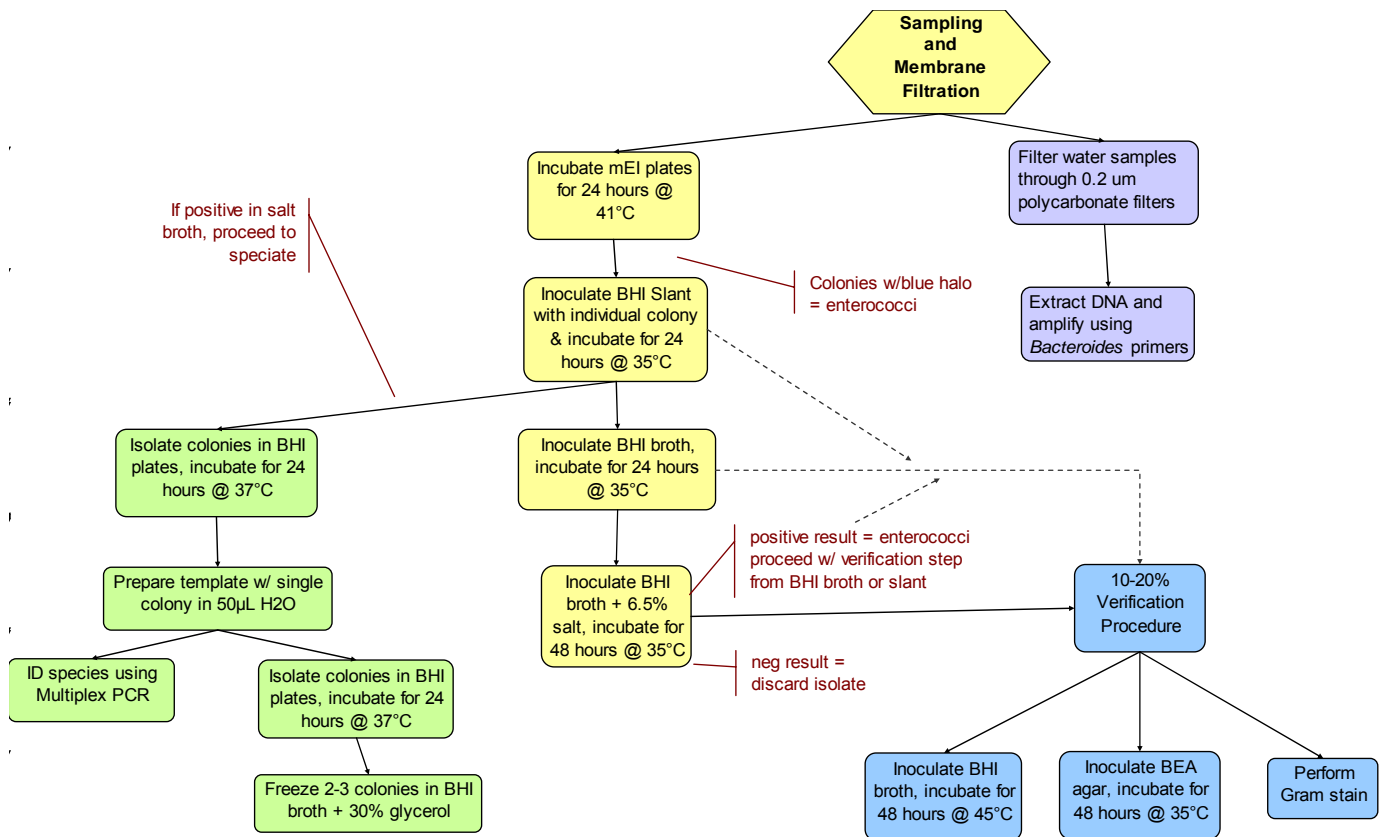 Sampling
and
Membrane
Filtration
Incubate mEI plates
for 24 hours @
41°C
Filter water samples
through 0.2 um
polycarbonate filters
If positive in salt
broth, proceed to
speciate
Colonies w/blue halo
= enterococci
Inoculate BHI Slant
with individual colony
& incubate for 24
hours @ 35°C
Extract DNA and
amplify using
Bacteroides primers
Isolate colonies in BHI
plates, incubate for 24
hours @ 37°C
Inoculate BHI broth,
incubate for 24 hours
@ 35°C
positive result = enterococci
proceed w/ verification step
from BHI broth or slant
Prepare template w/ single
colony in 50µL H2O
Inoculate BHI
broth + 6.5%
salt, incubate for
48 hours @ 35°C
10-20%
Verification
Procedure
neg result =
discard isolate
ID species using
Multiplex PCR
Isolate colonies in BHI
plates, incubate for 24
hours @ 37°C
Freeze 2-3 colonies in BHI
broth + 30% glycerol
Inoculate BHI
broth, incubate for
48 hours @ 45°C
Inoculate BEA
agar, incubate for
48 hours @ 35°C
Perform
Gram stain